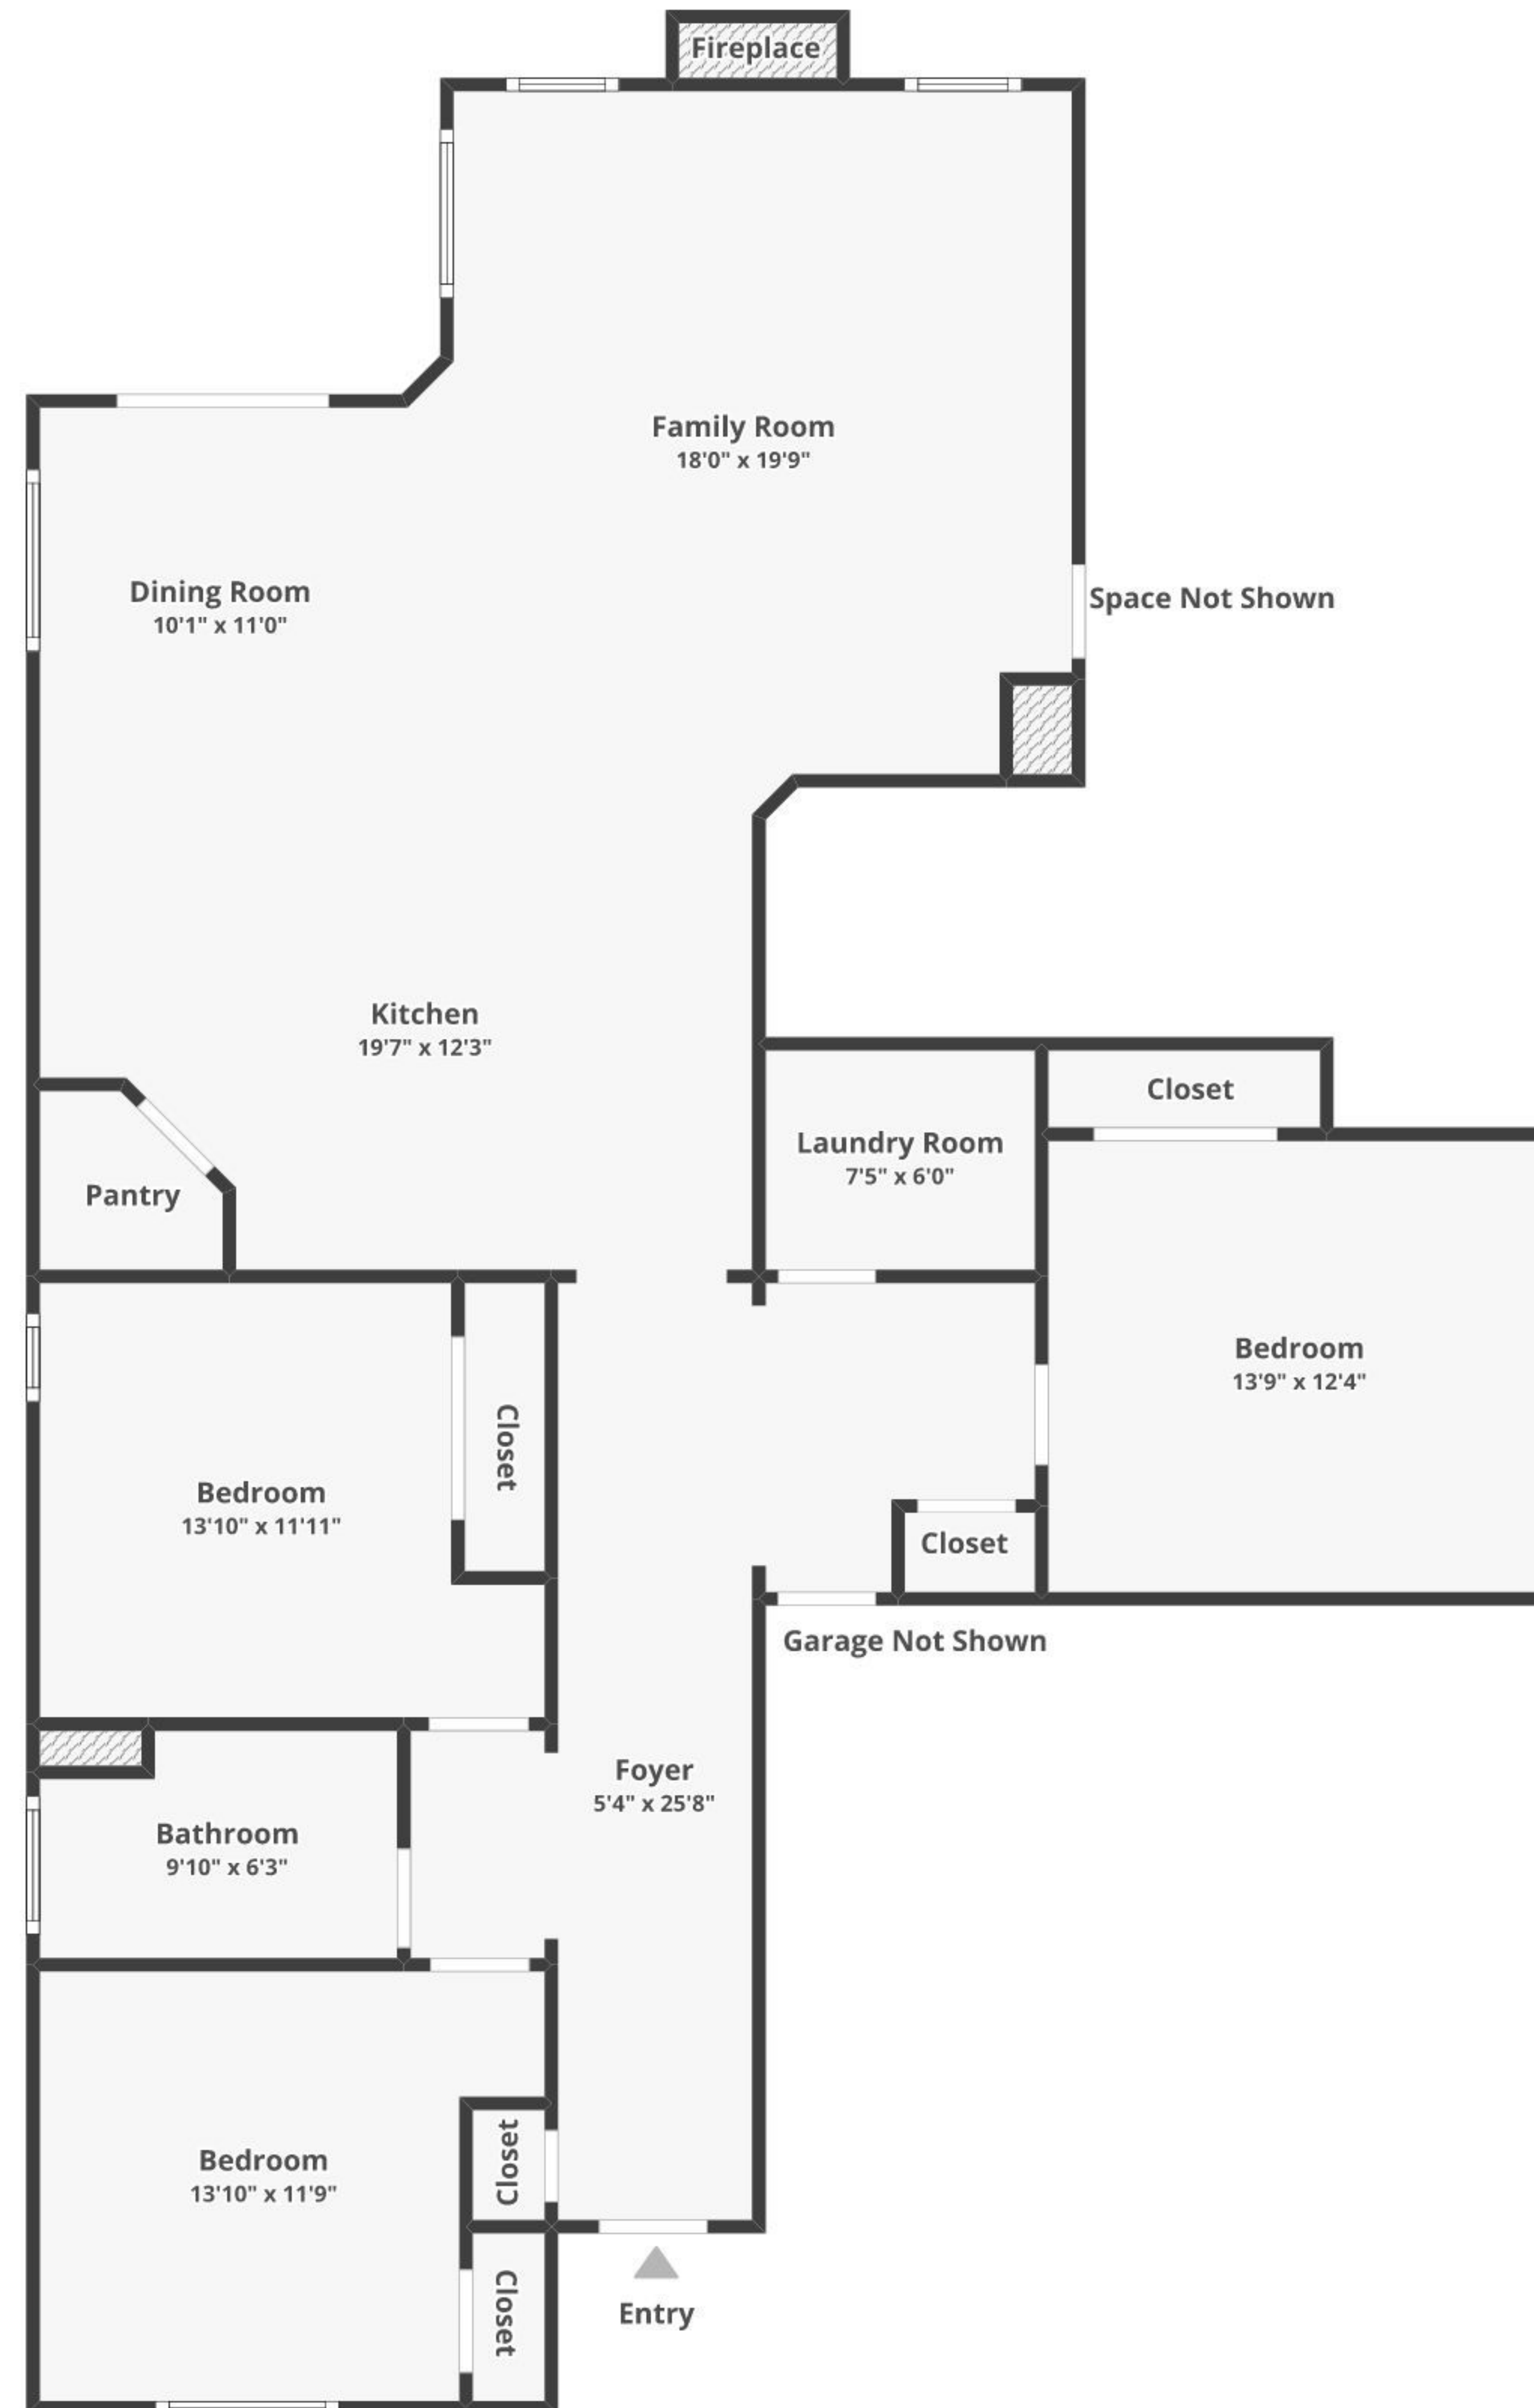 Fireplace
Family Room
18'0" x 19'9"
Dining Room
10'1" x 11'0"
Space Not Shown
Kitchen
19'7" x 12'3"
Closet
Laundry Room
7'5" x 6'0"
Pantry
Bedroom
13'9" x 12'4"
Closet
Bedroom
13'10" x 11'11"
Closet
Garage Not Shown
Foyer
5'4" x 25'8"
Bathroom
9'10" x 6'3"
Closet
Bedroom
13'10" x 11'9"
Closet
Entry